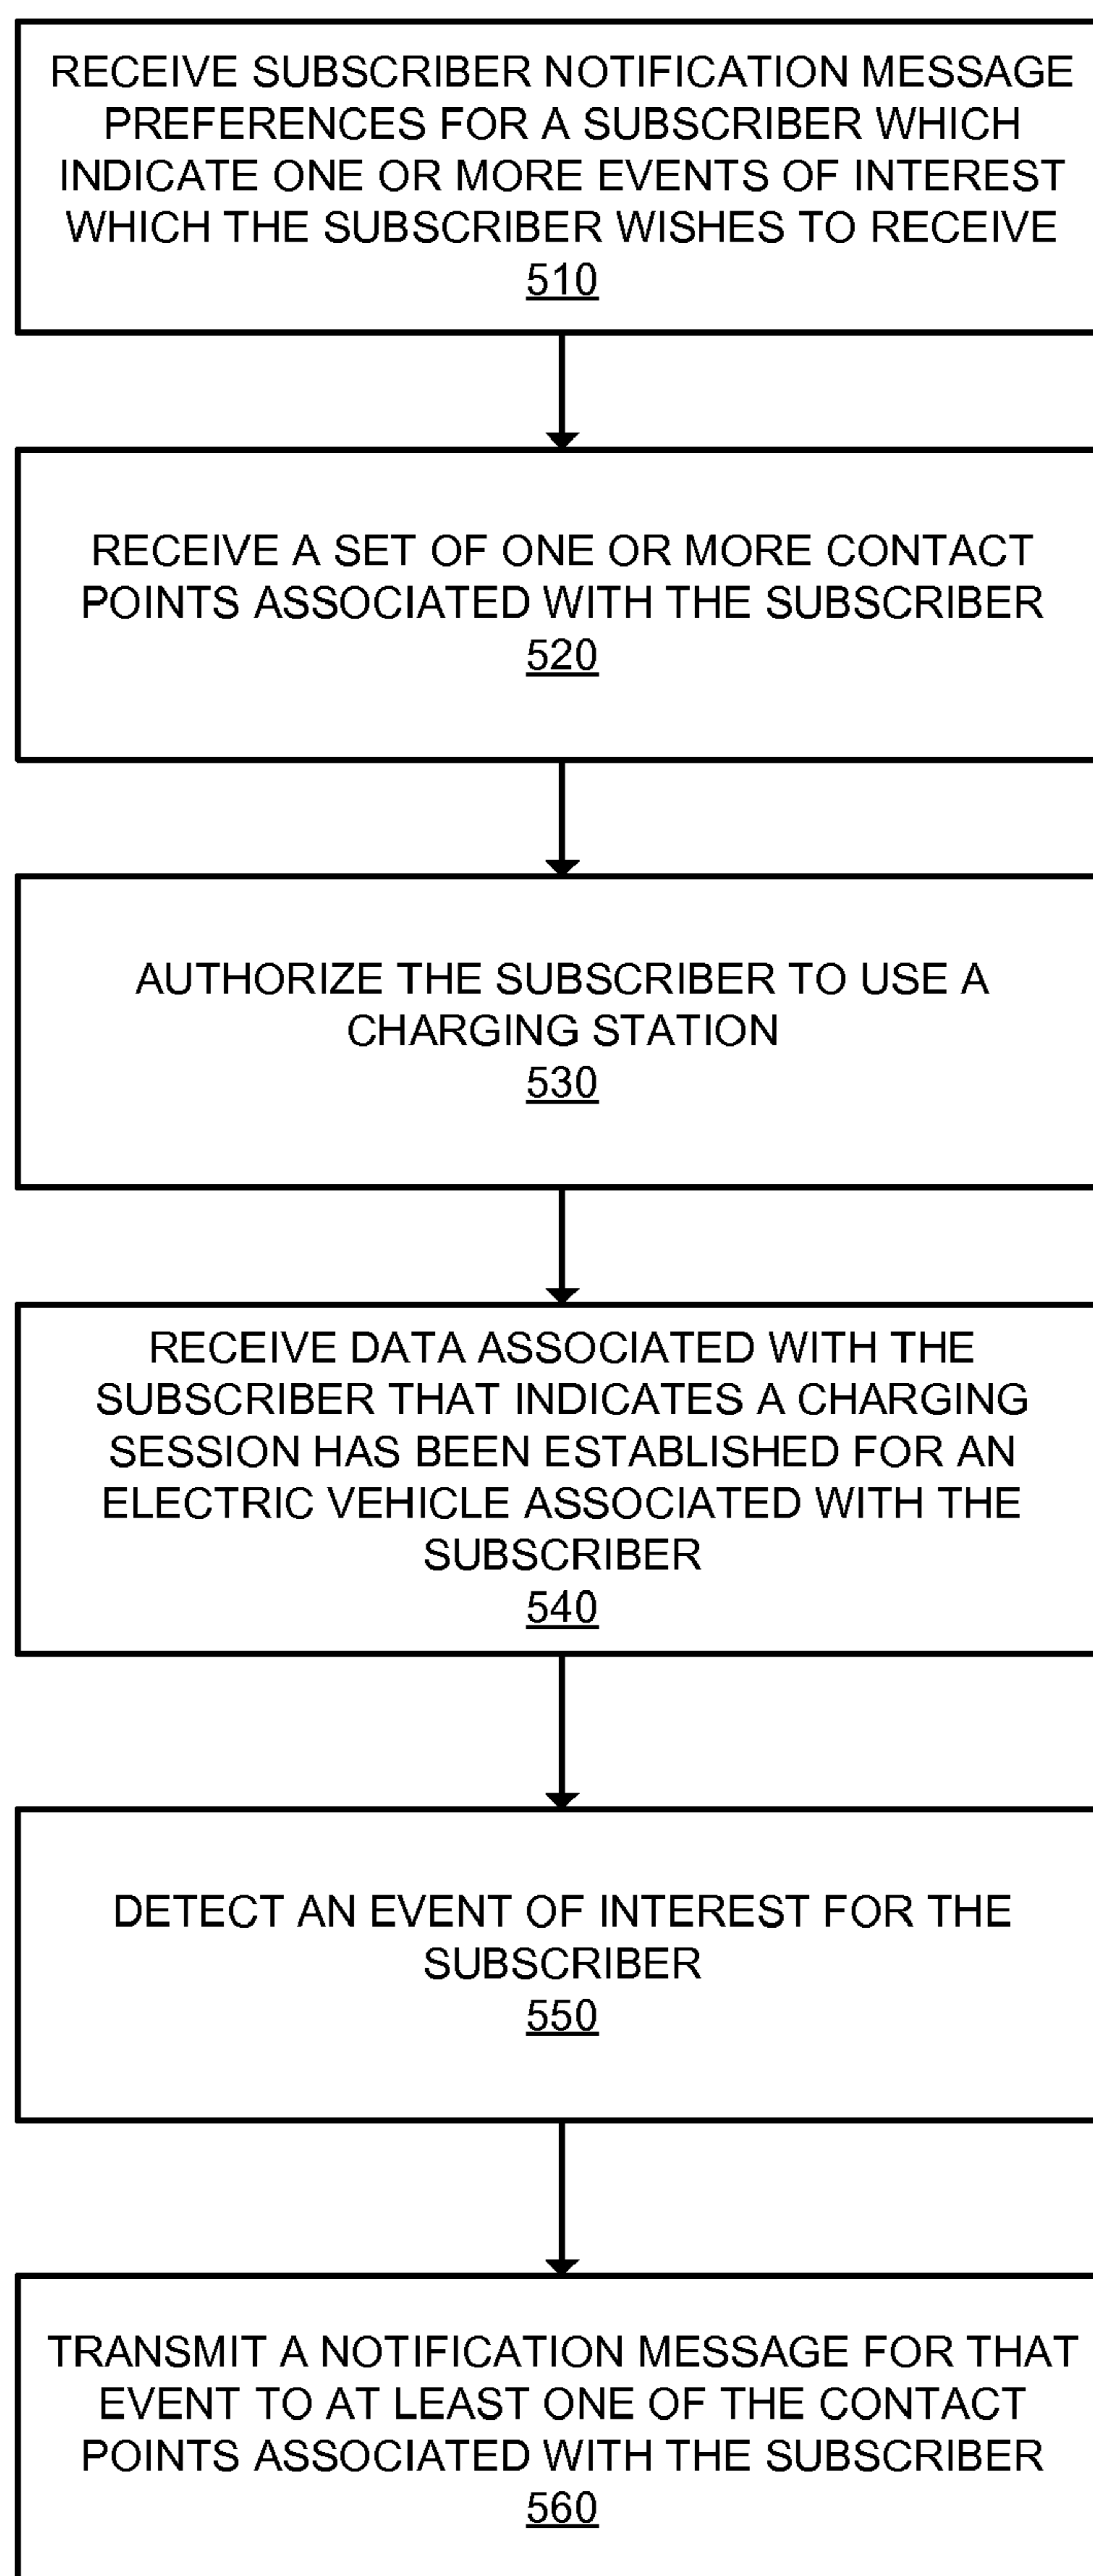 RECEIVE SUBSCRIBER NOTIFICATION MESSAGE
PREFERENCES FOR A SUBSCRIBER WHICH
INDICATE ONE OR MORE EVENTS OF INTEREST
WHICH THE SUBSCRIBER WISHES TO RECEIVE
510
RECEIVE A SET OF ONE OR MORE CONTACT
POINTS ASSOCIATED WITH THE SUBSCRIBER
520
AUTHORIZE THE SUBSCRIBER TO USE A
CHARGING STATION
530
RECEIVE DATA ASSOCIATED WITH THE
SUBSCRIBER THAT INDICATES A CHARGING
SESSION HAS BEEN ESTABLISHED FOR AN
ELECTRIC VEHICLE ASSOCIATED WITH THE
SUBSCRIBER
540
DETECT AN EVENT OF INTEREST FOR THE
SUBSCRIBER
550
TRANSMIT A NOTIFICATION MESSAGE FOR THAT
EVENT TO AT LEAST ONE OF THE CONTACT
POINTS ASSOCIATED WITH THE SUBSCRIBER
560